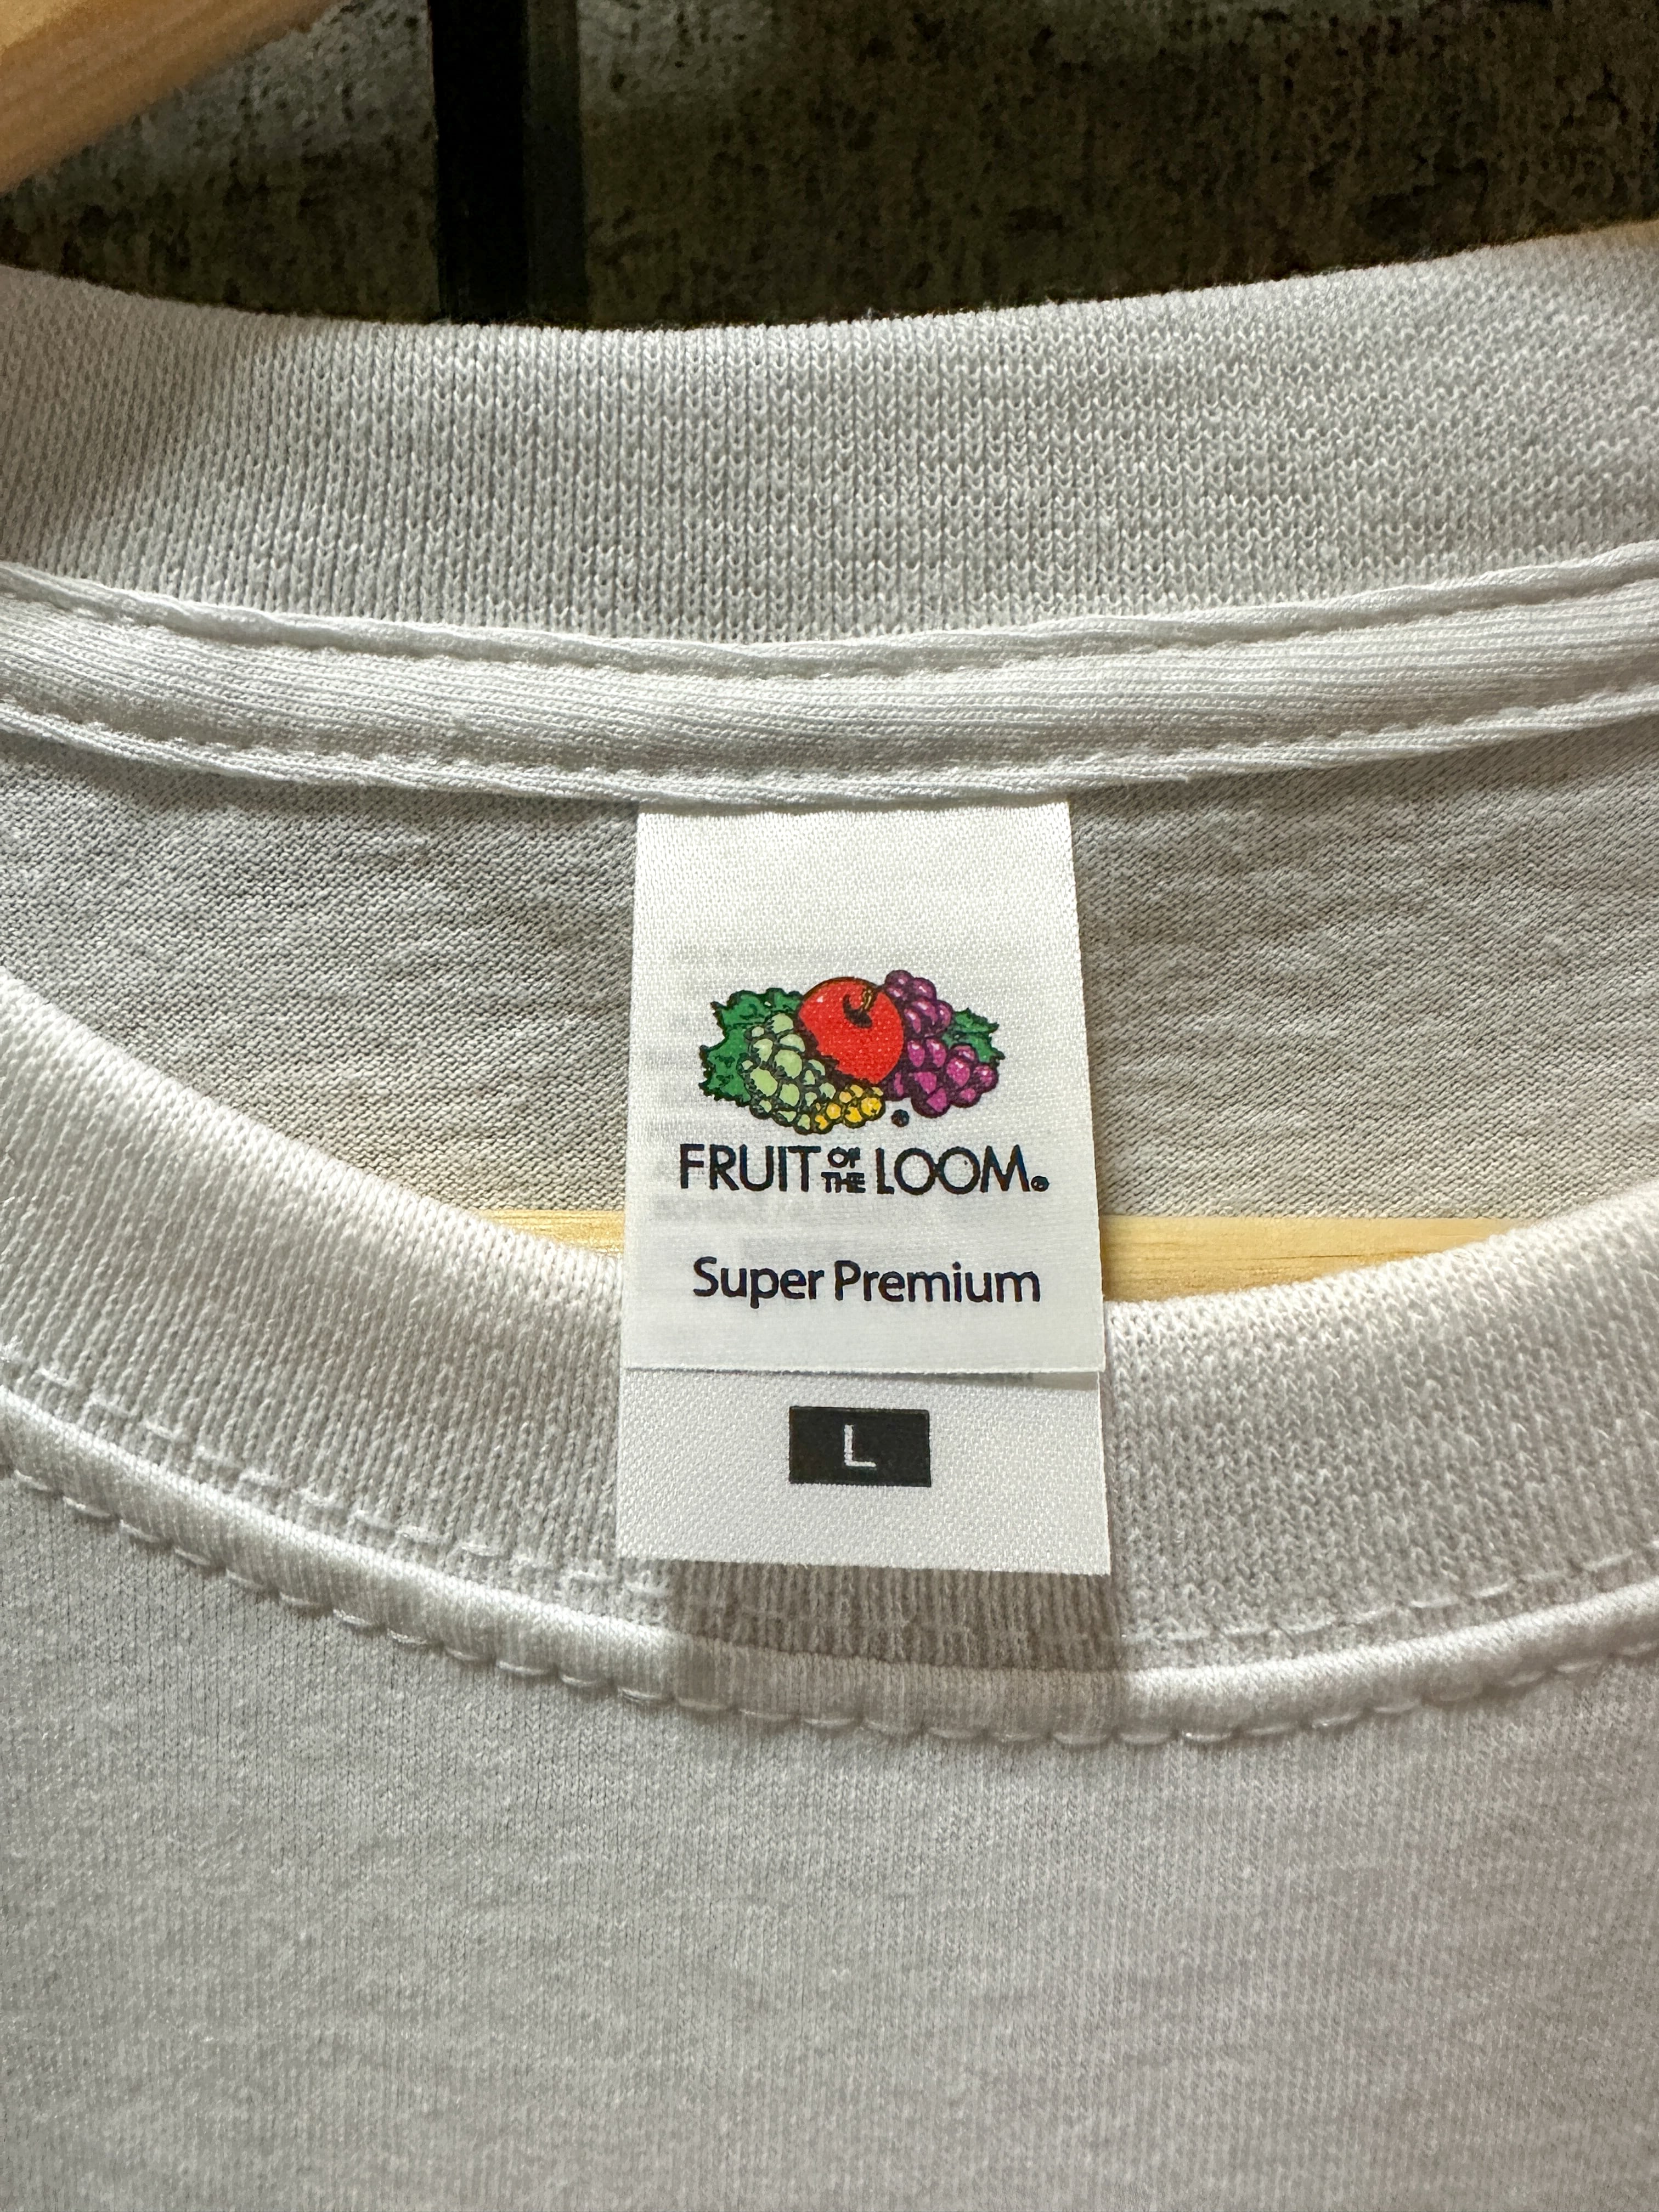 FRUIT OF THE LOOM®
Super Premium
L